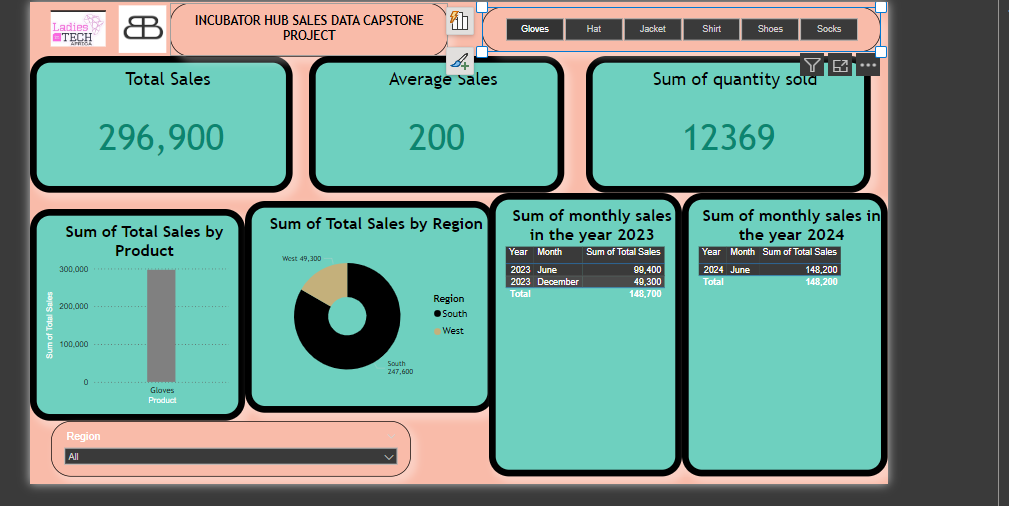 Ladies
in TECH
AFRICA
INCUBATOR HUB SALES DATA CAPSTONE
PROJECT
Gloves
Hat
Jacket
Shirt
Shoes
Socks
Total Sales
296,900
Average Sales
200
Sum of quantity sold
12369
Sum of Total Sales by
Product
Sum of Total Sales
300,000
200,000
100,000
0
Gloves
Product
Sum of Total Sales by Region
West 49,300
South
247,600
Region
South
West
Sum of monthly sales
in the year 2023
Year Month Sum of Total Sales
2023 June 99,400
2023 December 49,300
Total 148,700
Sum of monthly sales in
the year 2024
Year Month Sum of Total Sales
2024 June 148,200
Total 148,200
Region
All